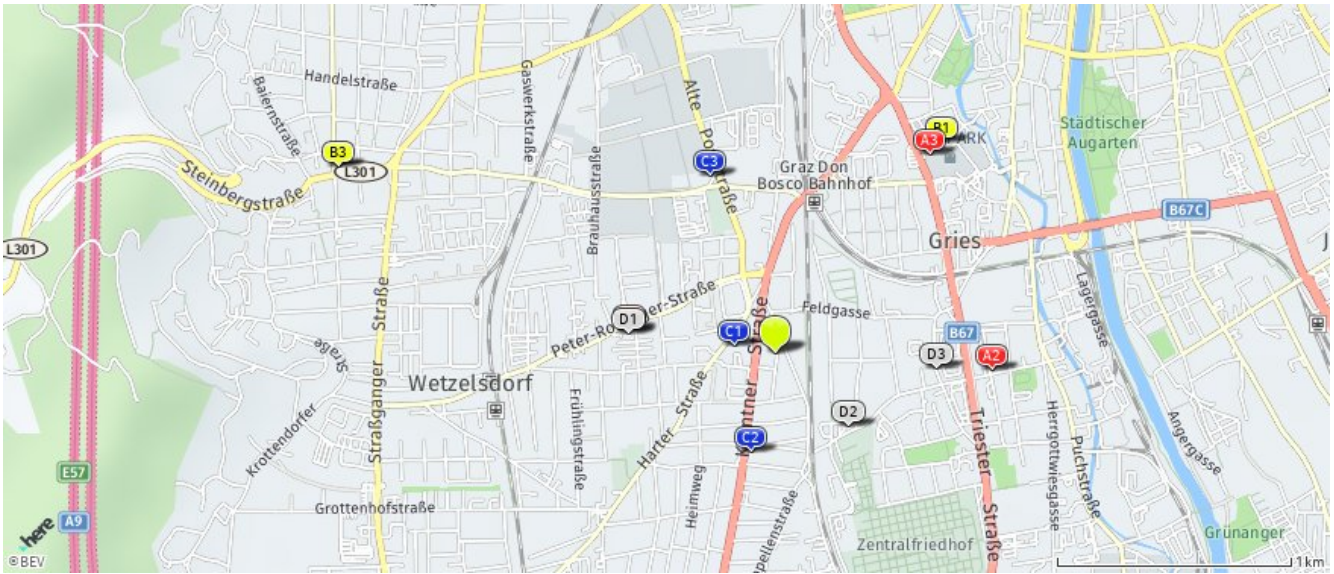 Handelstraße
Baiernstraße
Gaswerkstraße
Alte Poststraße
Städtischer
Augarten
B3
L301
Steinbergstraße
C3
B1
A3
ARK
Graz Don
Bosco Bahnhof
Brauhausstraße
B67C
L301
Gries
Lagergasse
D1
Feldgasse
C1
Straße
B67
D3
A2
Straße
Wetzelsdorf
Straßganger Straße
Krottendorfer
Frühlingstraße
Harter Straße
D2
C2
Triester Straße
Herrgottwiesgasse
Puchstraße
Angergasse
E57
A9
Grottenhofstraße
Heimweg
Zentralfriedhof
Grünanger
here
©BEV
1km